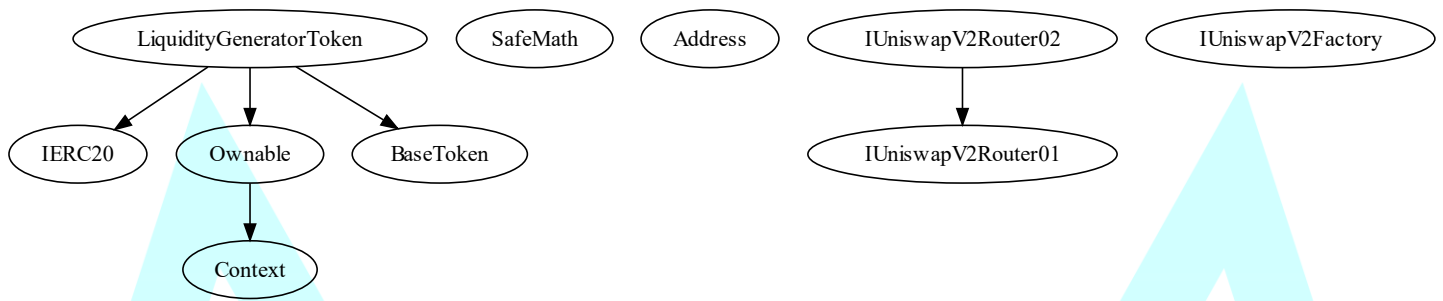 LiquidityGeneratorToken
SafeMath
Address
IUniswapV2Router02
IUniswapV2Factory
IERC20
Ownable
BaseToken
IUniswapV2Router01
Context